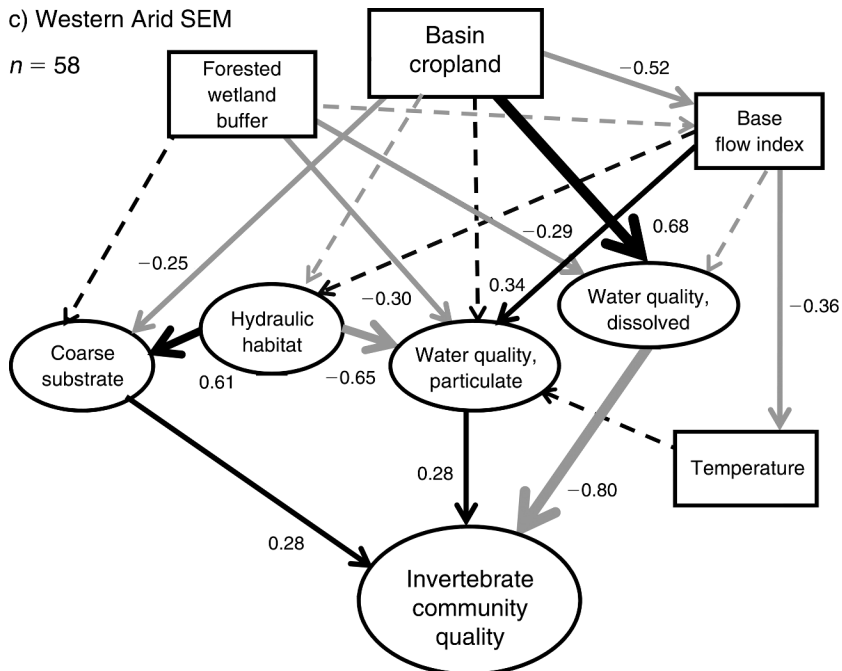 c) Western Arid SEM
n = 58
Forested
wetland
buffer
Basin
cropland
−0.52
Base
flow index
−0.25
−0.29
0.68
−0.30
0.34
−0.36
Hydraulic
habitat
Water quality,
dissolved
Coarse
substrate
Water quality,
particulate
0.61
−0.65
Temperature
0.28
−0.80
0.28
Invertebrate
community
quality